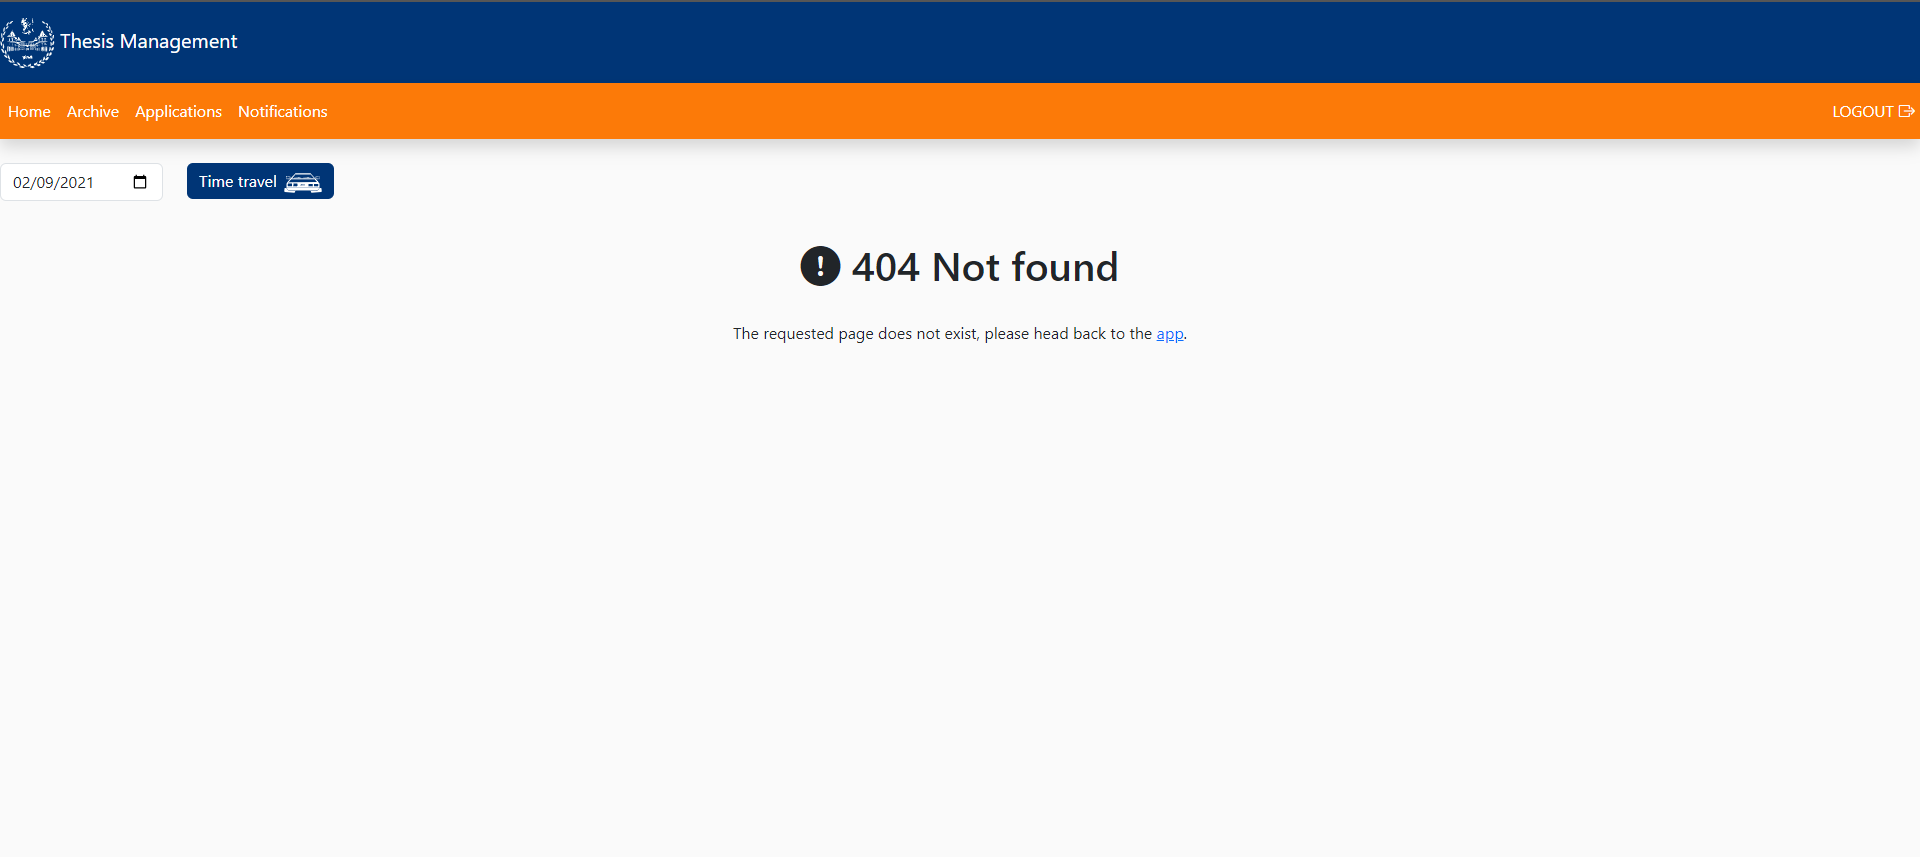 Thesis Management
Home Archive Applications Notifications LOGOUT
02/09/2021 Time travel
404 Not found
The requested page does not exist, please head back to the app.